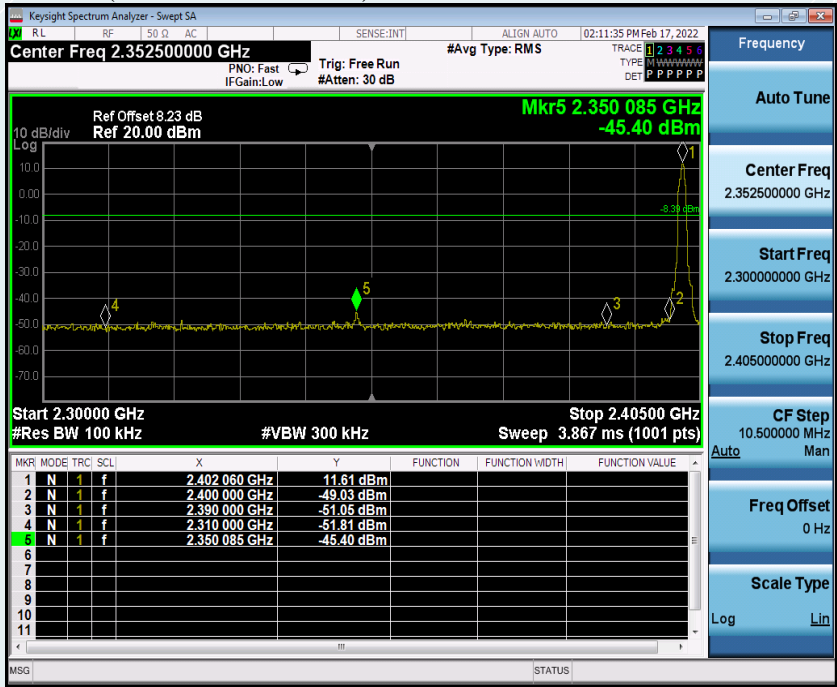 Keysight Spectrum Analyzer - Swept SA
LXI RL RF 50 Ω AC SENSE:INT ALIGN AUTO 02:11:35 PM Feb 17, 2022
Center Freq 2.352500000 GHz #Avg Type: RMS TRACE 1 2 3 4 5 6
PNO: Fast Trig: Free Run TYPE M W W W W W
IFGain:Low #Atten: 30 dB DET P P P P P P
Mkr5 2.350 085 GHz
-45.40 dBm
Ref Offset 8.23 dB
10 dB/div Ref 20.00 dBm
Log
1
10.0
0.00
-8.39 dBm
-10.0
-20.0
-30.0
5
-40.0
4 3 2
-50.0
-60.0
-70.0
Start 2.30000 GHz Stop 2.40500 GHz
#Res BW 100 kHz #VBW 300 kHz Sweep 3.867 ms (1001 pts)
MKR MODE TRC SCL X Y FUNCTION FUNCTION WIDTH FUNCTION VALUE
1 N 1 f 2.402 060 GHz 11.61 dBm
2 N 1 f 2.400 000 GHz -49.03 dBm
3 N 1 f 2.390 000 GHz -51.05 dBm
4 N 1 f 2.310 000 GHz -51.81 dBm
5 N 1 f 2.350 085 GHz -45.40 dBm
6
7
8
9
10
11
MSG STATUS
Frequency
Auto Tune
Center Freq
2.352500000 GHz
Start Freq
2.300000000 GHz
Stop Freq
2.405000000 GHz
CF Step
10.500000 MHz
Auto Man
Freq Offset
0 Hz
Scale Type
Log Lin